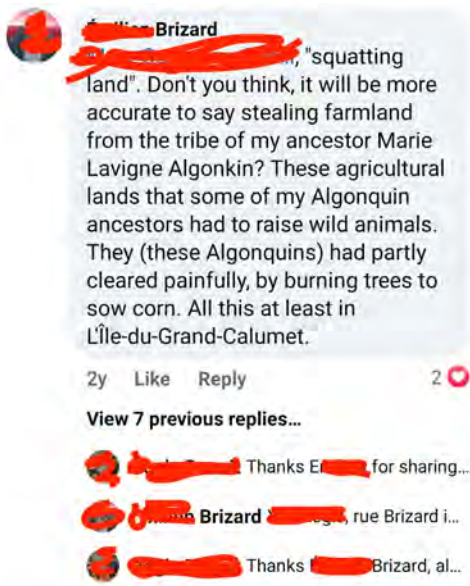 Brizard
, "squatting
land". Don't you think, it will be more
accurate to say stealing farmland
from the tribe of my ancestor Marie
Lavigne Algonkin? These agricultural
lands that some of my Algonquin
ancestors had to raise wild animals.
They (these Algonquins) had partly
cleared painfully, by burning trees to
sow corn. All this at least in
L'Île-du-Grand-Calumet.
2y Like Reply 2
View 7 previous replies...
Thanks for sharing...
Brizard , rue Brizard i...
Thanks Brizard, al...